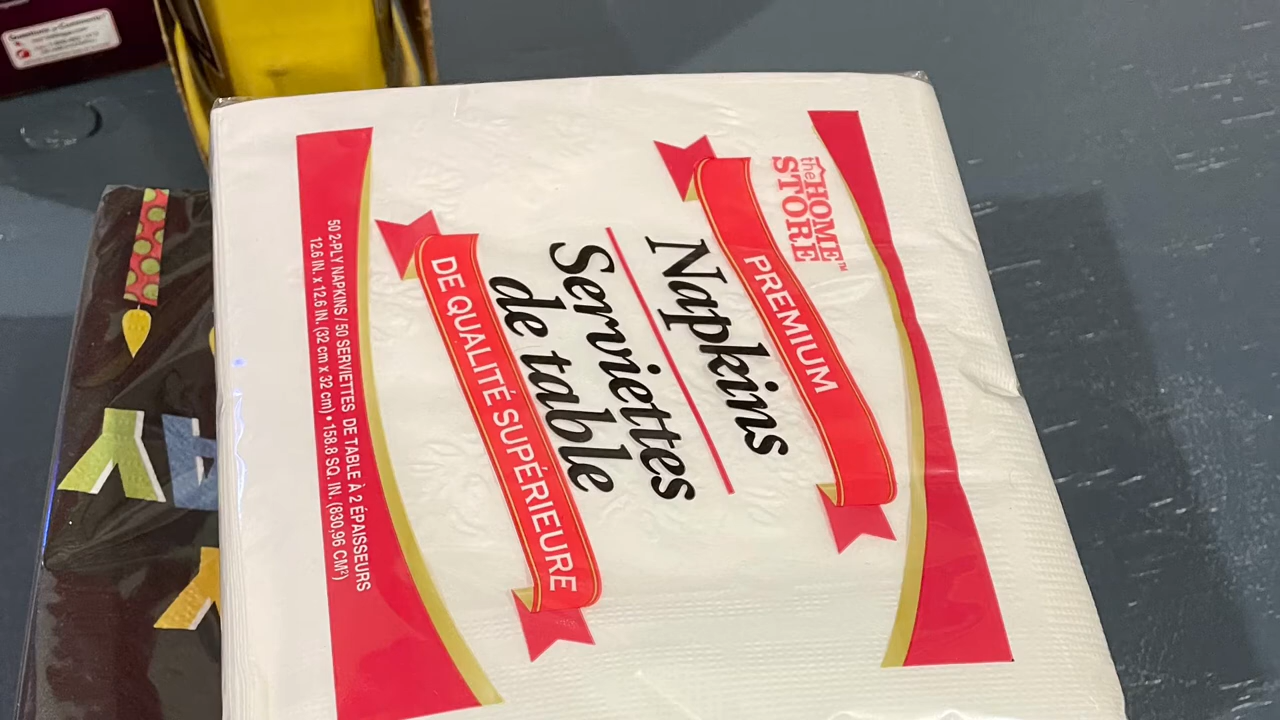 the HOME
STORE™
PREMIUM
Napkins
Serviettes
de table
DE QUALITÉ SUPÉRIEURE
50 2-PLY NAPKINS / 50 SERVIETTES DE TABLE À 2 ÉPAISSEURS
12.6 IN. x 12.6 IN. (32 cm x 32 cm) • 158.8 SQ. IN. (830,96 CM²)